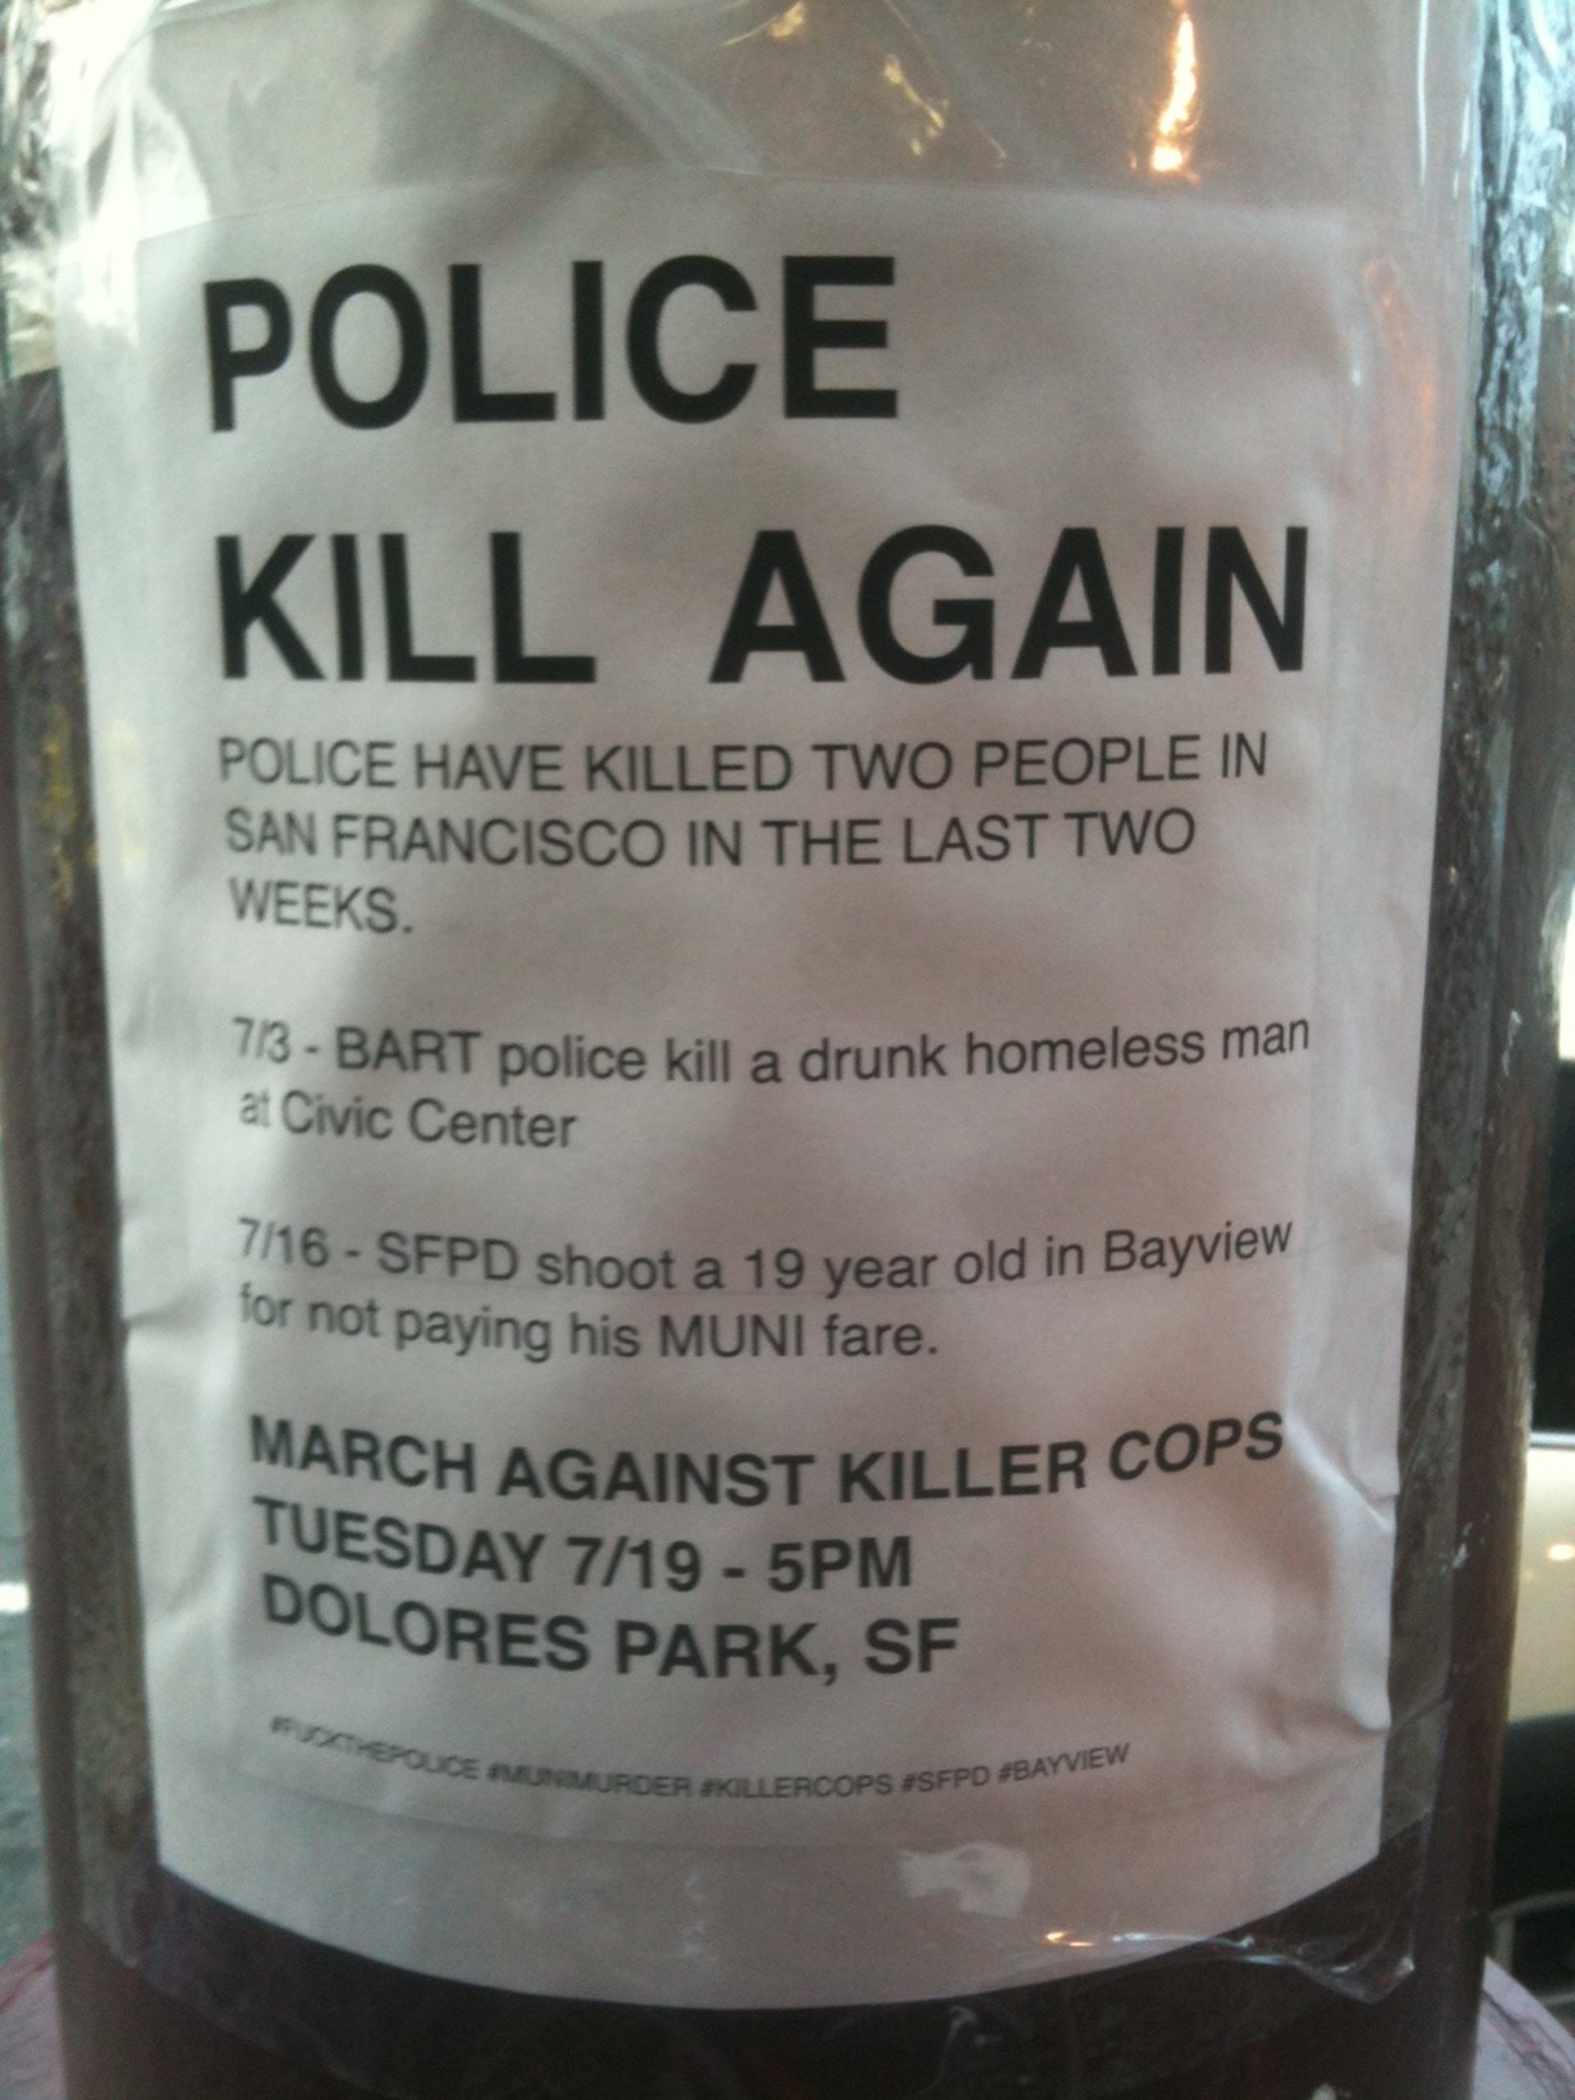 POLICE
KILL AGAIN
POLICE HAVE KILLED TWO PEOPLE IN
SAN FRANCISCO IN THE LAST TWO
WEEKS.
7/3 - BART police kill a drunk homeless man
at Civic Center
7/16 - SFPD shoot a 19 year old in Bayview
for not paying his MUNI fare.
MARCH AGAINST KILLER COPS
TUESDAY 7/19 - 5PM
DOLORES PARK, SF
#FUCKTHEPOLICE #MUNIMURDER #KILLERCOPS #SFPD #BAYVIEW